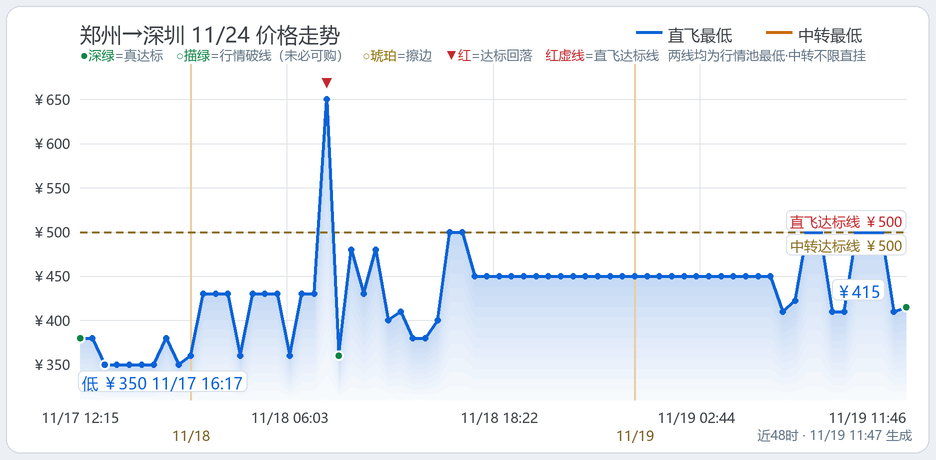 郑州→深圳 11/24 价格走势
直飞最低 中转最低
●深绿=真达标 ○描绿=行情破线（未必可购） ○琥珀=擦边 ▼红=达标回落 红虚线=直飞达标线 两线均为行情池最低·中转不限直挂
¥650
¥600
¥550
¥500
¥450
¥400
¥350
直飞达标线 ¥500
中转达标线 ¥500
¥415
低 ¥350 11/17 16:17
11/17 12:15 11/18 06:03 11/18 18:22 11/19 02:44 11/19 11:46
11/18 11/19
近48时 · 11/19 11:47 生成